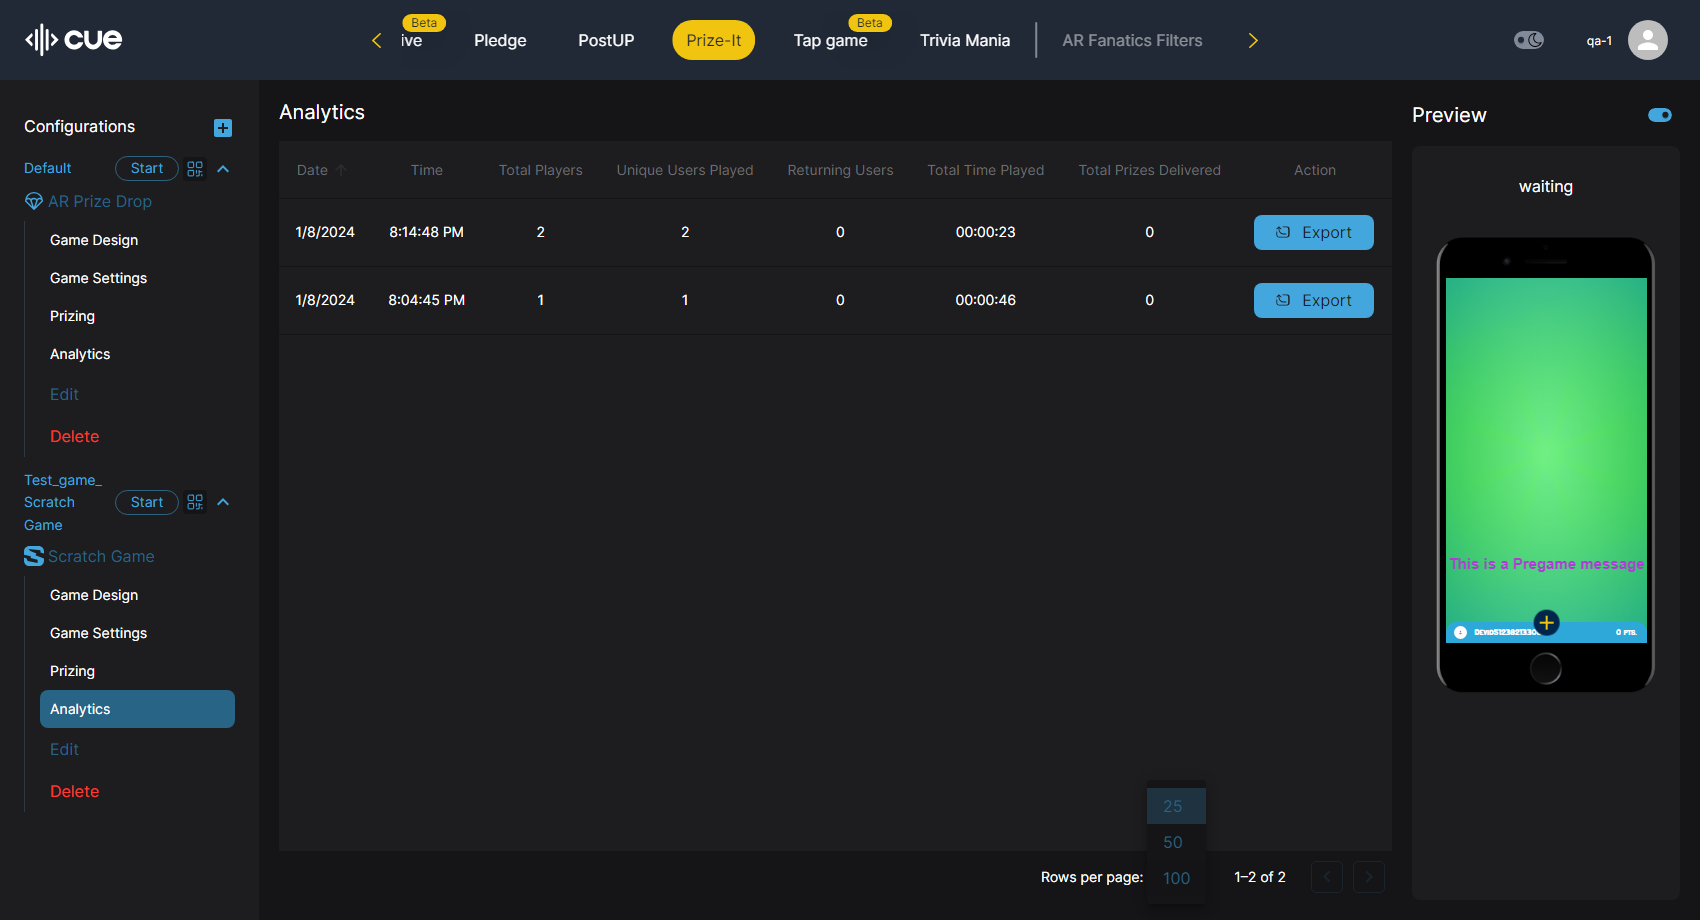 cue
Beta
ive
Pledge
PostUP
Prize-It
Beta
Tap game
Trivia Mania
AR Fanatics Filters
qa-1
Configurations
Default
Start
AR Prize Drop
Game Design
Game Settings
Prizing
Analytics
Edit
Delete
Test_game_
Scratch
Game
Start
Scratch Game
Game Design
Game Settings
Prizing
Analytics
Edit
Delete
Analytics
Date Time Total Players Unique Users Played Returning Users Total Time Played Total Prizes Delivered Action
1/8/2024 8:14:48 PM 2 2 0 00:00:23 0 Export
1/8/2024 8:04:45 PM 1 1 0 00:00:46 0 Export
25
50
100
Rows per page:
1–2 of 2
Preview
waiting
This is a Pregame message
0 PTS.